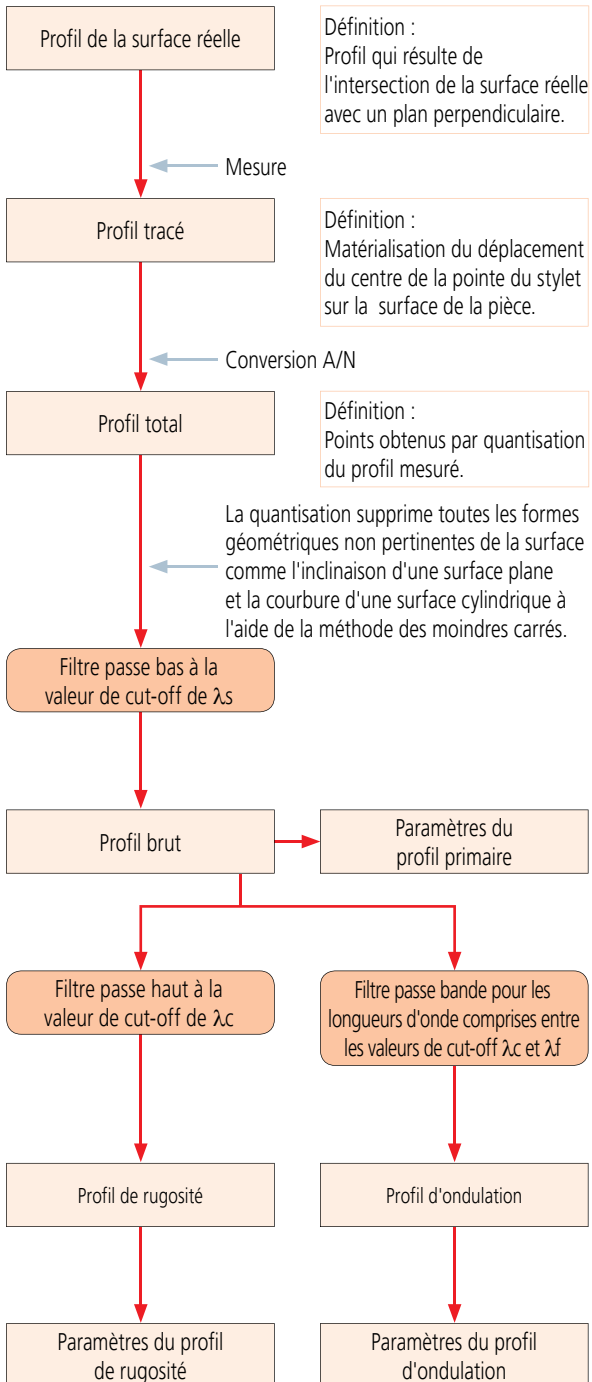 Profil de la surface réelle
Définition :
Profil qui résulte de
l'intersection de la surface réelle
avec un plan perpendiculaire.
Mesure
Profil tracé
Définition :
Matérialisation du déplacement
du centre de la pointe du stylet
sur la surface de la pièce.
Conversion A/N
Profil total
Définition :
Points obtenus par quantisation
du profil mesuré.
La quantisation supprime toutes les formes
géométriques non pertinentes de la surface
comme l'inclinaison d'une surface plane
et la courbure d'une surface cylindrique à
l'aide de la méthode des moindres carrés.
Filtre passe bas à la
valeur de cut-off de λs
Profil brut
Paramètres du
profil primaire
Filtre passe haut à la
valeur de cut-off de λc
Filtre passe bande pour les
longueurs d'onde comprises entre
les valeurs de cut-off λc et λf
Profil de rugosité
Profil d'ondulation
Paramètres du profil
de rugosité
Paramètres du profil
d'ondulation